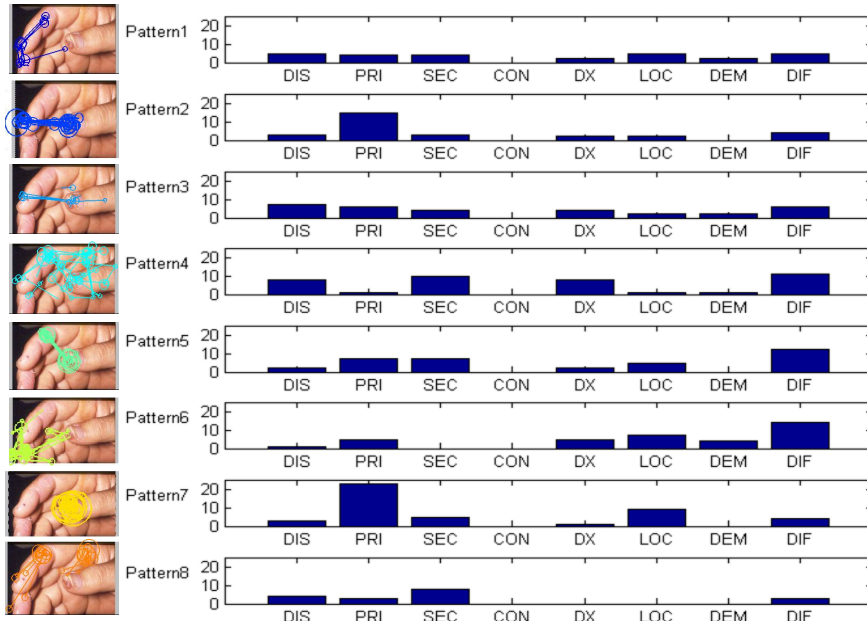 Pattern1
20
10
0
DIS PRI SEC CON DX LOC DEM DIF
Pattern2
20
10
0
DIS PRI SEC CON DX LOC DEM DIF
Pattern3
20
10
0
DIS PRI SEC CON DX LOC DEM DIF
Pattern4
20
10
0
DIS PRI SEC CON DX LOC DEM DIF
Pattern5
20
10
0
DIS PRI SEC CON DX LOC DEM DIF
Pattern6
20
10
0
DIS PRI SEC CON DX LOC DEM DIF
Pattern7
20
10
0
DIS PRI SEC CON DX LOC DEM DIF
Pattern8
20
10
0
DIS PRI SEC CON DX LOC DEM DIF